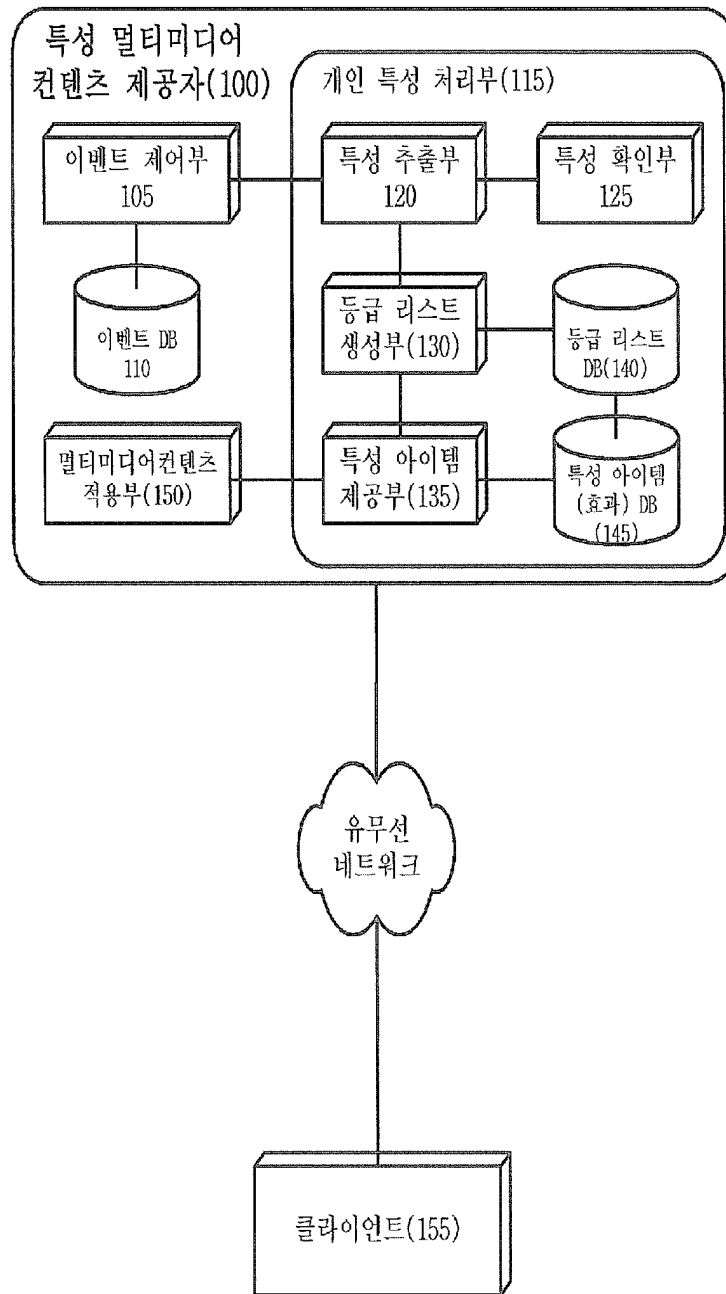 특성 멀티미디어
컨텐츠 제공자(100)
개인 특성 처리부(115)
이벤트 제어부
105
특성 추출부
120
특성 확인부
125
이벤트 DB
110
등급 리스트
생성부(130)
등급 리스트
DB(140)
멀티미디어컨텐츠
적용부(150)
특성 아이템
제공부(135)
특성 아이템
(효과) DB
(145)
유무선
네트워크
클라이언트(155)